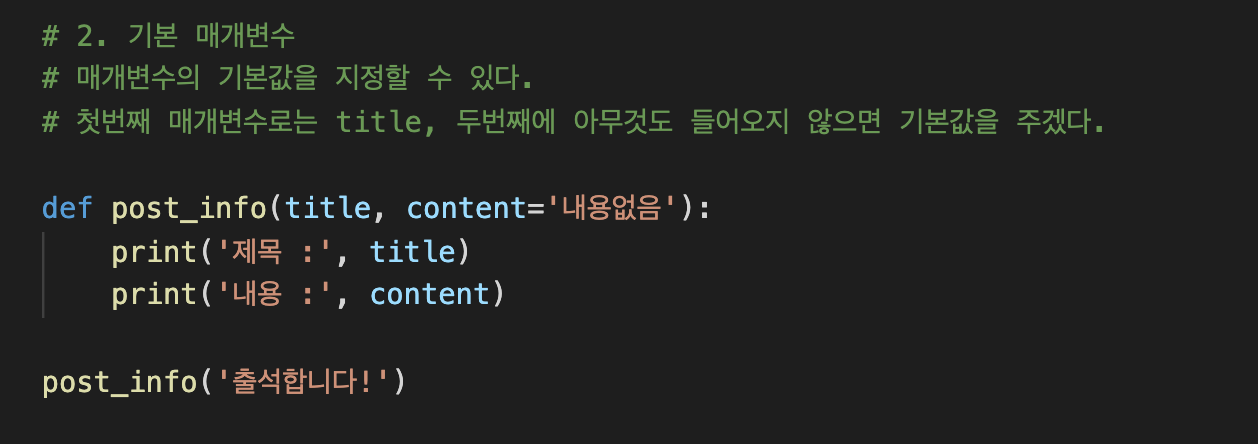 # 2. 기본 매개변수
# 매개변수의 기본값을 지정할 수 있다.
# 첫번째 매개변수로는 title, 두번째에 아무것도 들어오지 않으면 기본값을 주겠다.
def post_info(title, content='내용없음'):
    print('제목 :', title)
    print('내용 :', content)
post_info('출석합니다!')